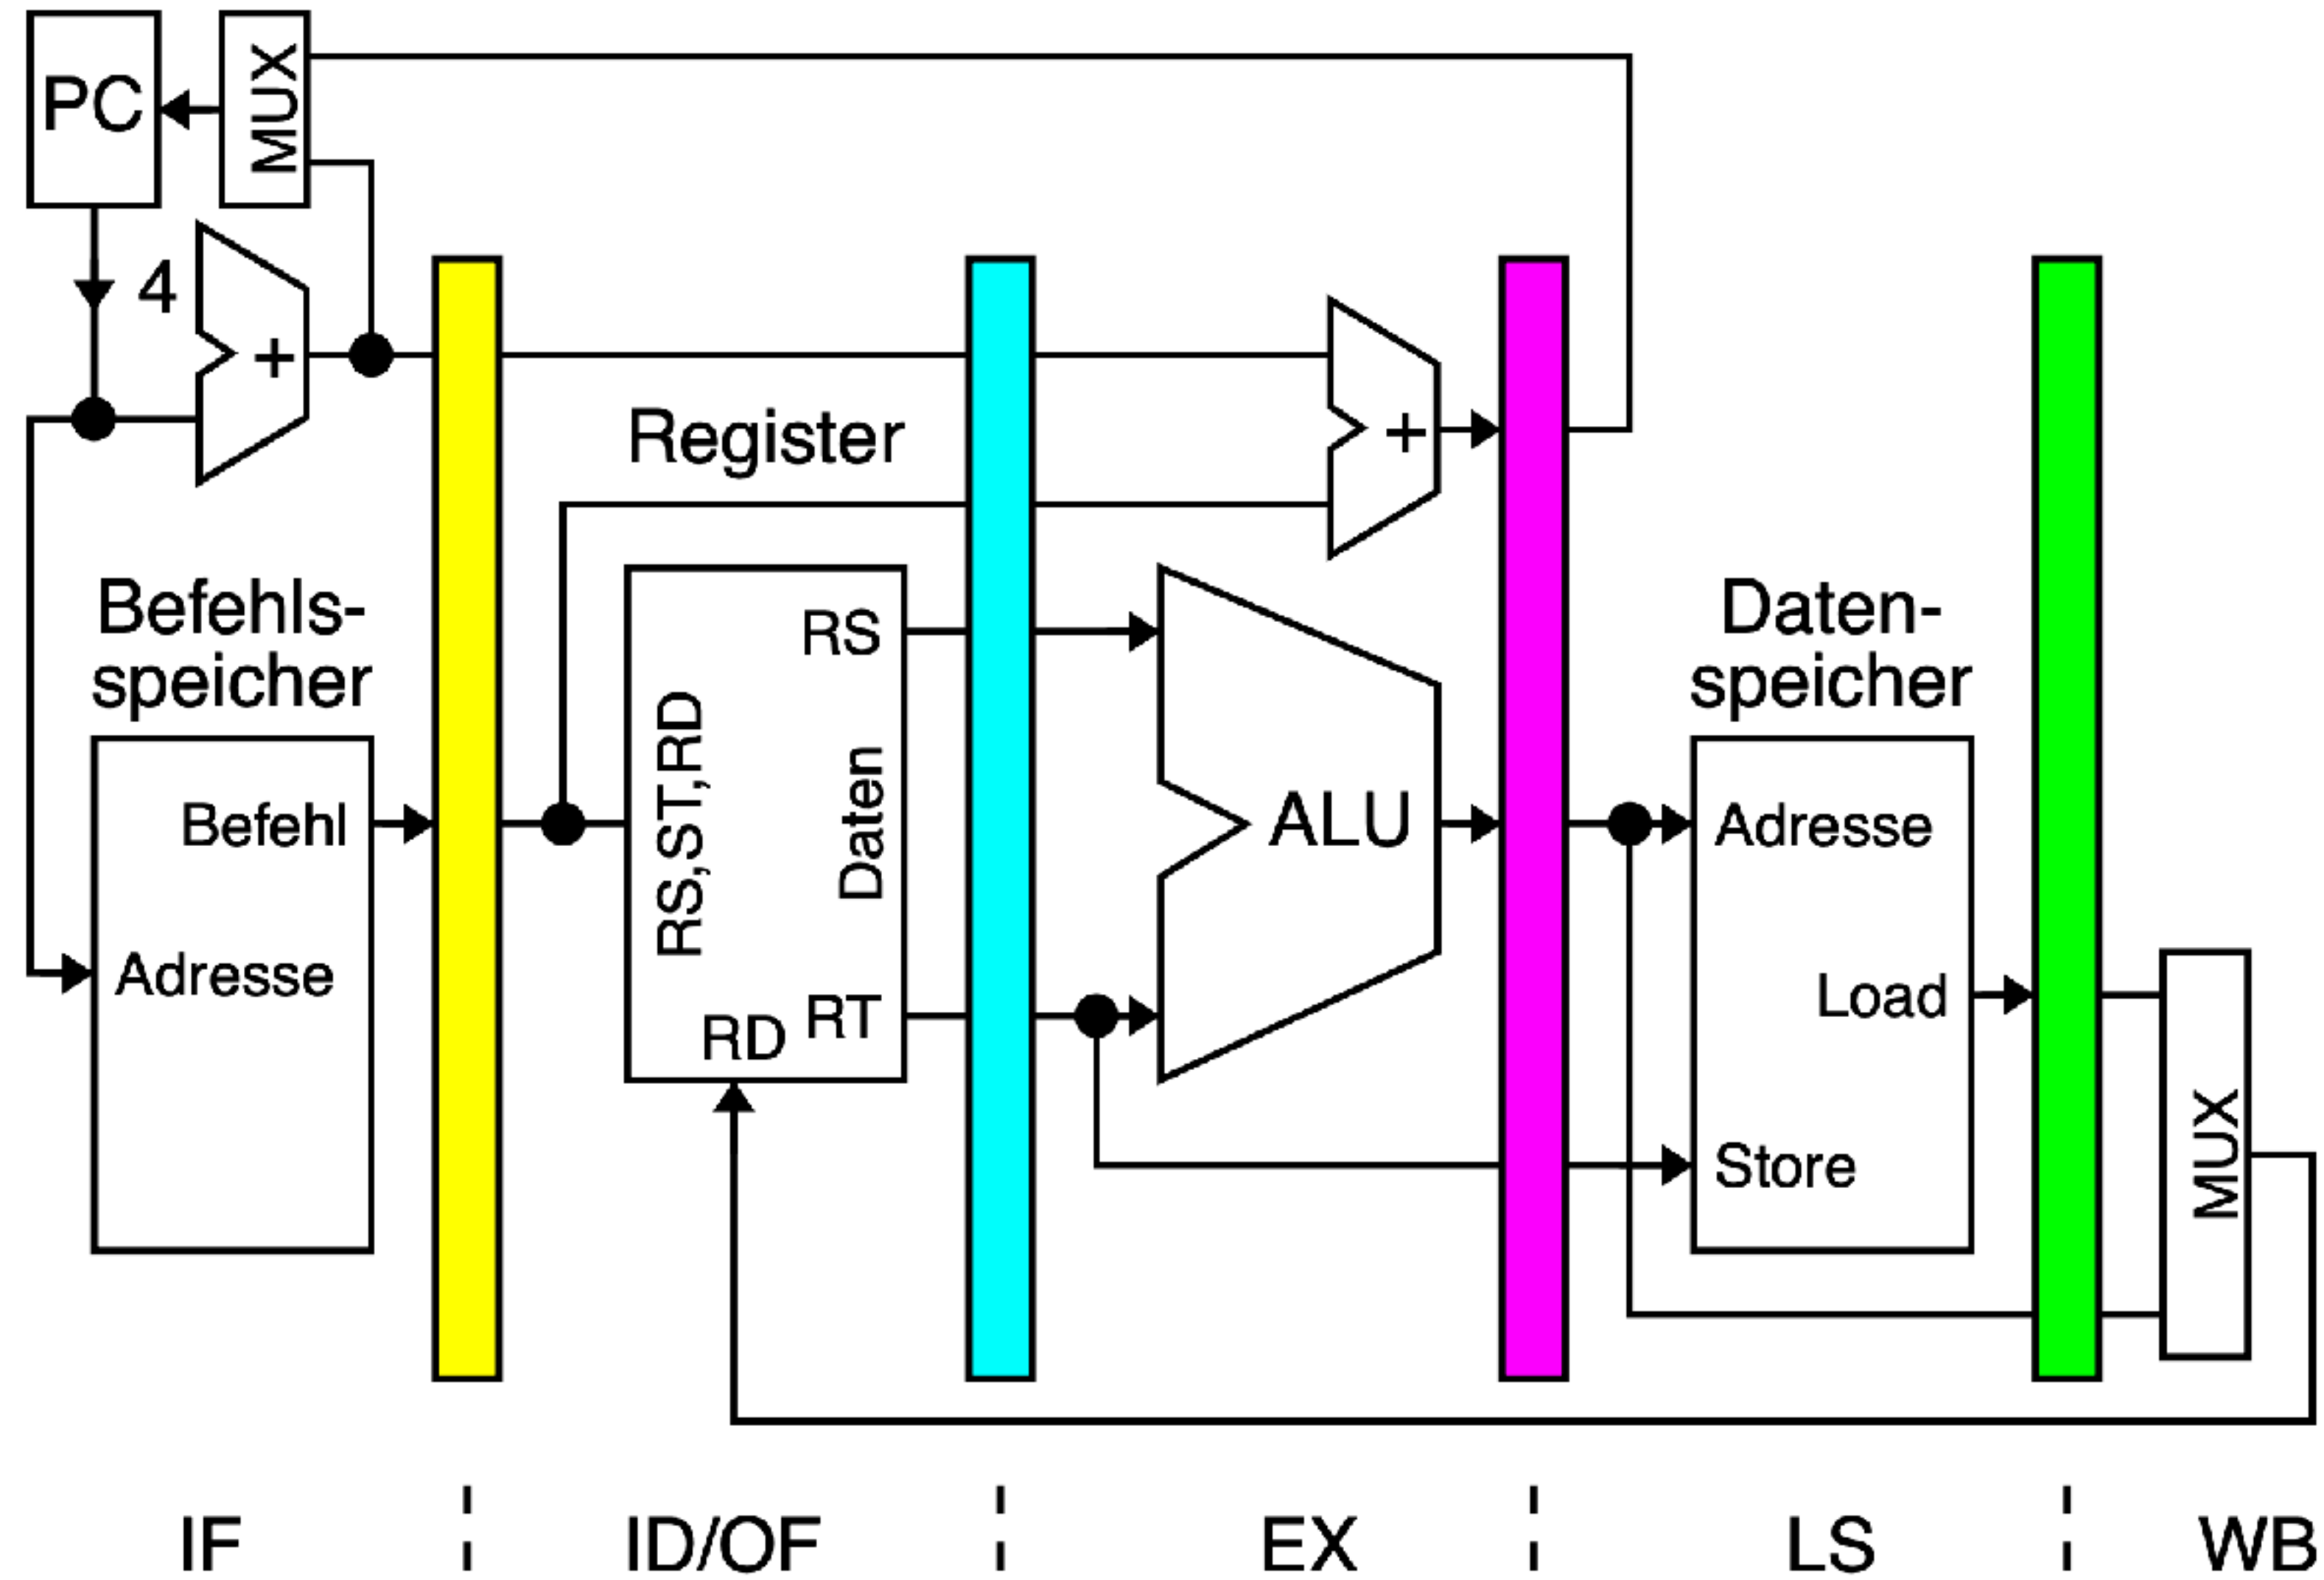 PC
MUX
4
+
Register
+
Befehls-
speicher
Befehl
Adresse
RS,ST,RD
RS
Daten
RD
RT
ALU
Daten-
speicher
Adresse
Load
Store
MUX
IF
ID/OF
EX
LS
WB